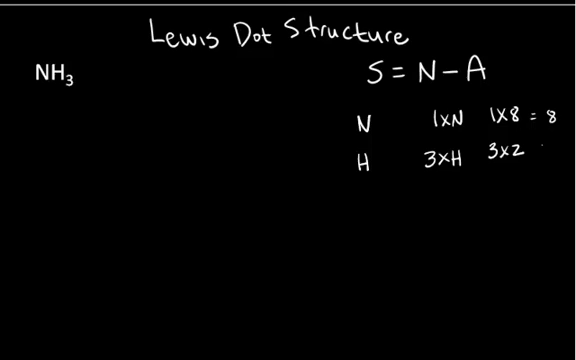 Lewis Dot Structure
NH₃
S = N - A
N 1xN 1x8 = 8
H 3xH 3x2